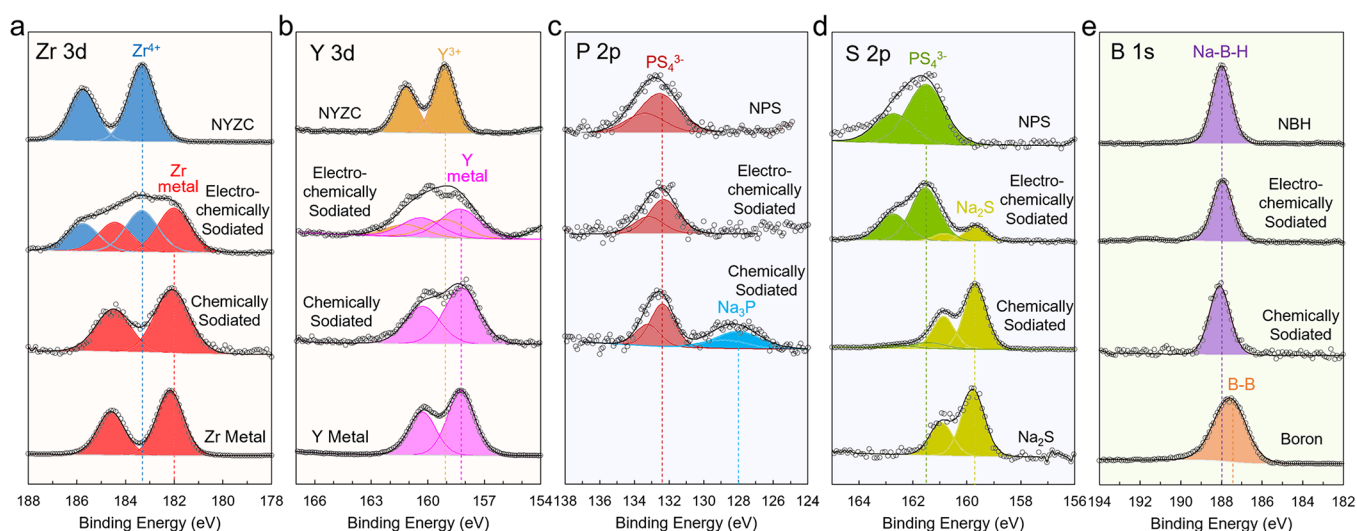 a
Zr 3d
Zr4+
NYZC
Zr
metal
Electro-
chemically
Sodiated
Chemically
Sodiated
Zr Metal
188 186 184 182 180 178
Binding Energy (eV)
b
Y 3d
Y3+
NYZC
Electro-
chemically
Sodiated
Y
metal
Chemically
Sodiated
Y Metal
166 163 160 157 154
Binding Energy (eV)
c
P 2p
PS₄³⁻
NPS
Electro-
chemically
Sodiated
Chemically
Sodiated
Na₃P
138 136 134 132 130 128 126 124
Binding Energy (eV)
d
S 2p
PS₄³⁻
NPS
Electro-
chemically
Sodiated
Na₂S
Chemically
Sodiated
Na₂S
164 162 160 158 156
Binding Energy (eV)
e
B 1s
Na-B-H
NBH
Electro-
chemically
Sodiated
Chemically
Sodiated
B-B
Boron
194 192 190 188 186 184 182
Binding Energy (eV)